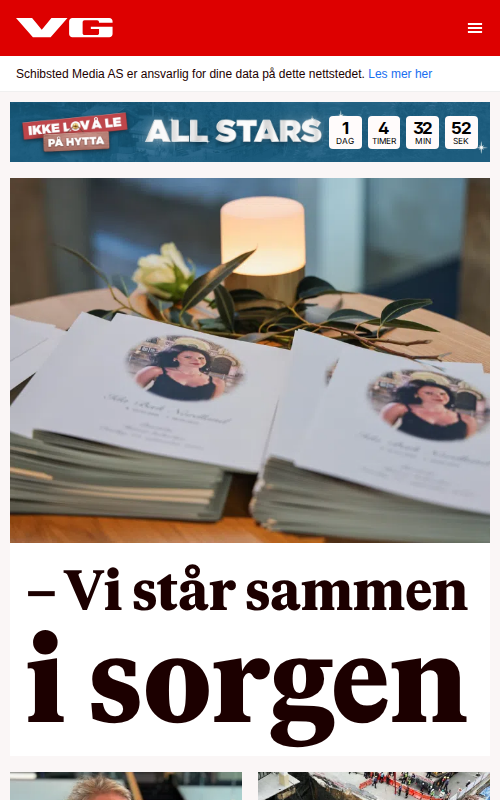 VG
Schibsted Media AS er ansvarlig for dine data på dette nettstedet. Les mer her
IKKE LOV Å LE
PÅ HYTTA
ALL STARS
1 4 32 52
DAG TIMER MIN SEK
– Vi står sammen
i sorgen